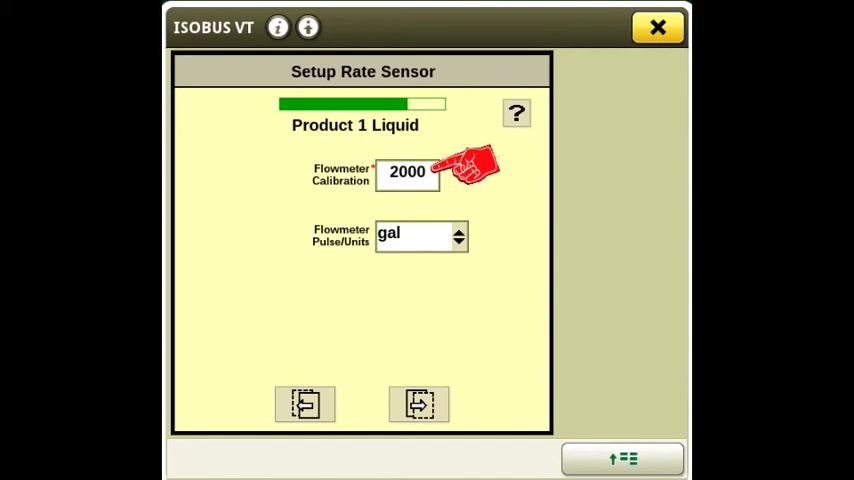 ISOBUS VT
Setup Rate Sensor
?
Product 1 Liquid
Flowmeter*
Calibration
2000
Flowmeter
Pulse/Units
gal